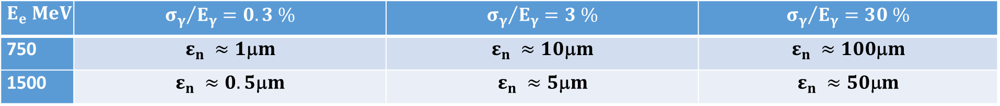 Eₑ MeV σᵧ/Eᵧ = 0.3 % σᵧ/Eᵧ = 3 % σᵧ/Eᵧ = 30 %
750 εₙ ≈ 1μm εₙ ≈ 10μm εₙ ≈ 100μm
1500 εₙ ≈ 0.5μm εₙ ≈ 5μm εₙ ≈ 50μm